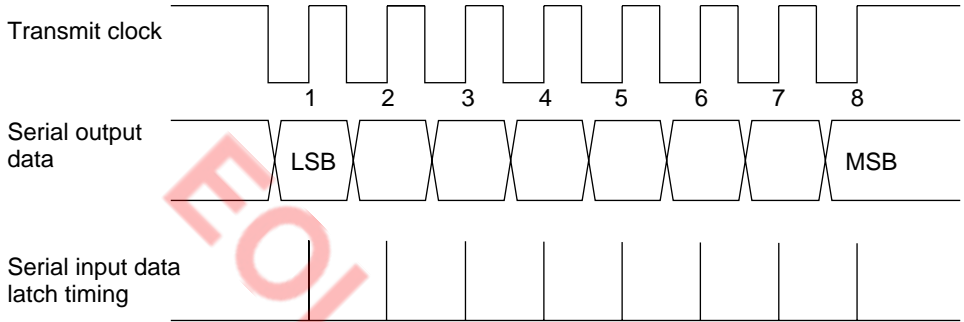 Transmit clock
1 2 3 4 5 6 7 8
Serial output
data
LSB
MSB
Serial input data
latch timing
EOL